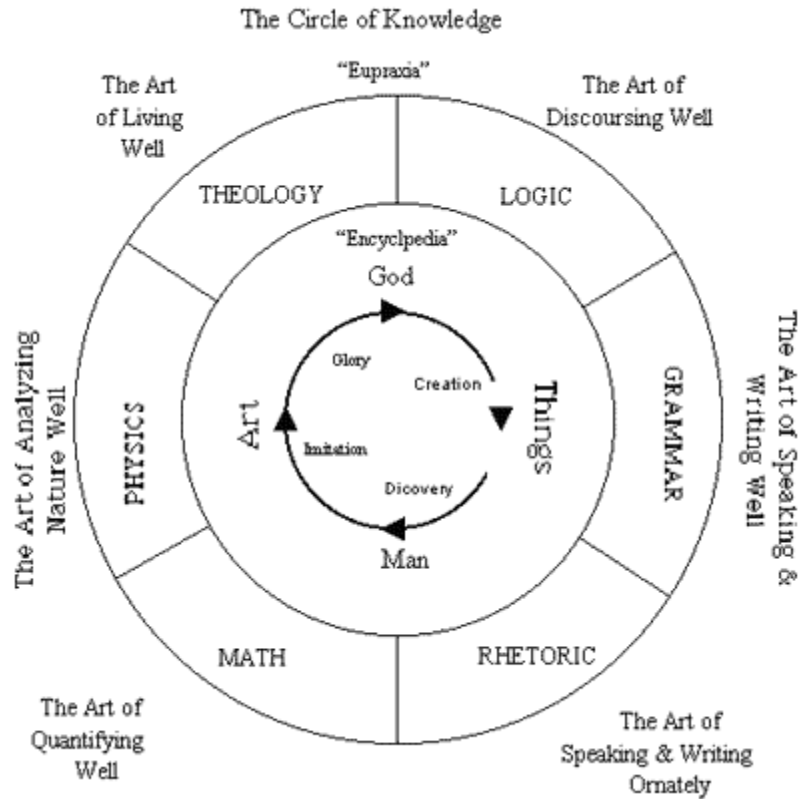 The Circle of Knowledge
"Eupraxia"
The Art
of Living
Well
The Art of
Discoursing Well
THEOLOGY
LOGIC
"Encyclpedia"
God
Glory
Creation
Things
Art
Imitation
Dicovery
Man
PHYSICS
GRAMMAR
The Art of Analyzing
Nature Well
The Art of Speaking &
Writing Well
MATH
RHETORIC
The Art of
Quantifying
Well
The Art of
Speaking & Writing
Ornately